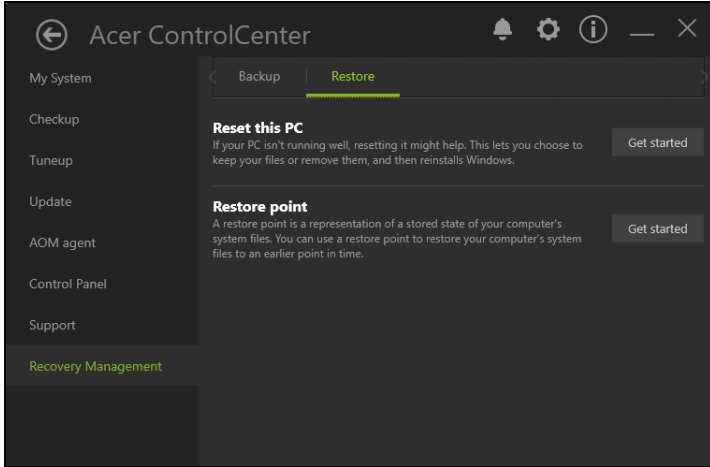 Acer ControlCenter
My System
Checkup
Tuneup
Update
AOM agent
Control Panel
Support
Recovery Management
Backup
Restore
Reset this PC
If your PC isn't running well, resetting it might help. This lets you choose to
keep your files or remove them, and then reinstalls Windows.
Get started
Restore point
A restore point is a representation of a stored state of your computer's
system files. You can use a restore point to restore your computer's system
files to an earlier point in time.
Get started